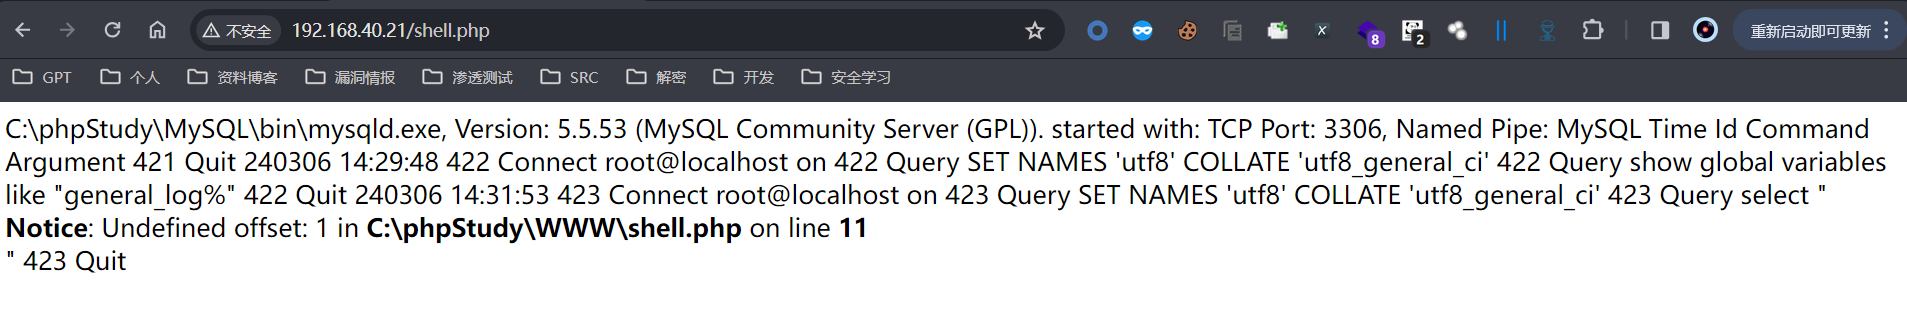 不安全 192.168.40.21/shell.php 8 2 重新启动即可更新
GPT 个人 资料博客 漏洞情报 渗透测试 SRC 解密 开发 安全学习
C:\phpStudy\MySQL\bin\mysqld.exe, Version: 5.5.53 (MySQL Community Server (GPL)). started with: TCP Port: 3306, Named Pipe: MySQL Time Id Command
Argument 421 Quit 240306 14:29:48 422 Connect root@localhost on 422 Query SET NAMES 'utf8' COLLATE 'utf8_general_ci' 422 Query show global variables
like "general_log%" 422 Quit 240306 14:31:53 423 Connect root@localhost on 423 Query SET NAMES 'utf8' COLLATE 'utf8_general_ci' 423 Query select "
Notice: Undefined offset: 1 in C:\phpStudy\WWW\shell.php on line 11
" 423 Quit